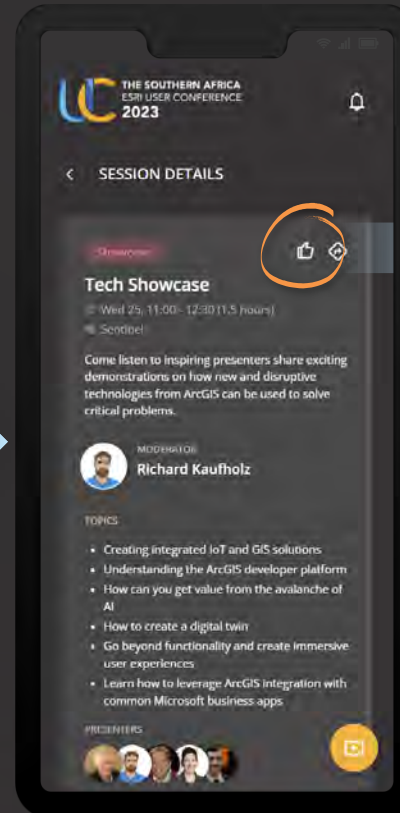 THE SOUTHERN AFRICA
ESRI USER CONFERENCE
2023
SESSION DETAILS
Showcase
Tech Showcase
Wed 25, 11:00 - 12:30 (1.5 hours)
Sentinel
Come listen to inspiring presenters share exciting
demonstrations on how new and disruptive
technologies from ArcGIS can be used to solve
critical problems.
MODERATOR
Richard Kaufholz
TOPICS
• Creating integrated IoT and GIS solutions
• Understanding the ArcGIS developer platform
• How can you get value from the avalanche of
AI
• How to create a digital twin
• Go beyond functionality and create immersive
user experiences
• Learn how to leverage ArcGIS integration with
common Microsoft business apps
PRESENTERS